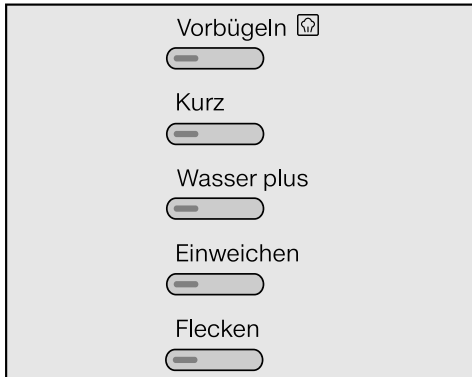 Vorbügeln
Kurz
Wasser plus
Einweichen
Flecken